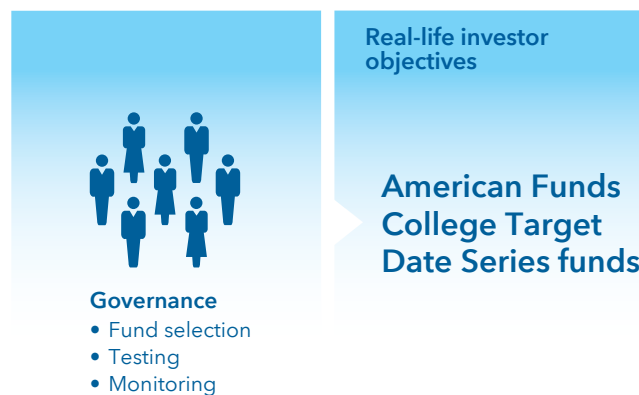 Real-life investor
objectives
American Funds
College Target
Date Series funds
Governance
• Fund selection
• Testing
• Monitoring